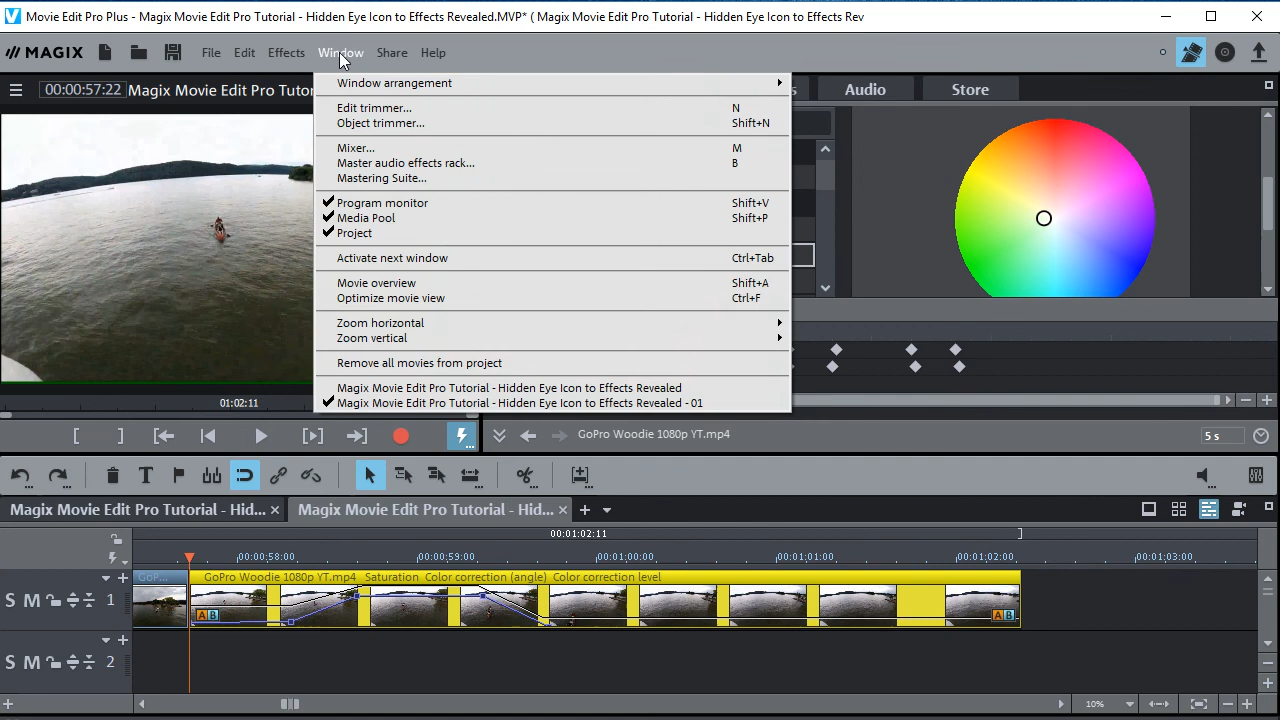 Movie Edit Pro Plus - Magix Movie Edit Pro Tutorial - Hidden Eye Icon to Effects Revealed.MVP* ( Magix Movie Edit Pro Tutorial - Hidden Eye Icon to Effects Rev
MAGIX File Edit Effects Window Share Help
00:00:57:22 Magix Movie Edit Pro Tutor
Audio Store
Window arrangement
Edit trimmer... N
Object trimmer... Shift+N
Mixer... M
Master audio effects rack... B
Mastering Suite...
Program monitor Shift+V
Media Pool Shift+P
Project
Activate next window Ctrl+Tab
Movie overview Shift+A
Optimize movie view Ctrl+F
Zoom horizontal
Zoom vertical
Remove all movies from project
Magix Movie Edit Pro Tutorial - Hidden Eye Icon to Effects Revealed
Magix Movie Edit Pro Tutorial - Hidden Eye Icon to Effects Revealed - 01
01:02:11
GoPro Woodie 1080p YT.mp4 5 s
Magix Movie Edit Pro Tutorial - Hid... Magix Movie Edit Pro Tutorial - Hid...
00:01:02:11
00:00:58:00 00:00:59:00 00:01:00:00 00:01:01:00 00:01:02:00 00:01:03:00
GoP... GoPro Woodie 1080p YT.mp4 Saturation Color correction (angle) Color correction level
S M 1
A B A B
S M 2
10%